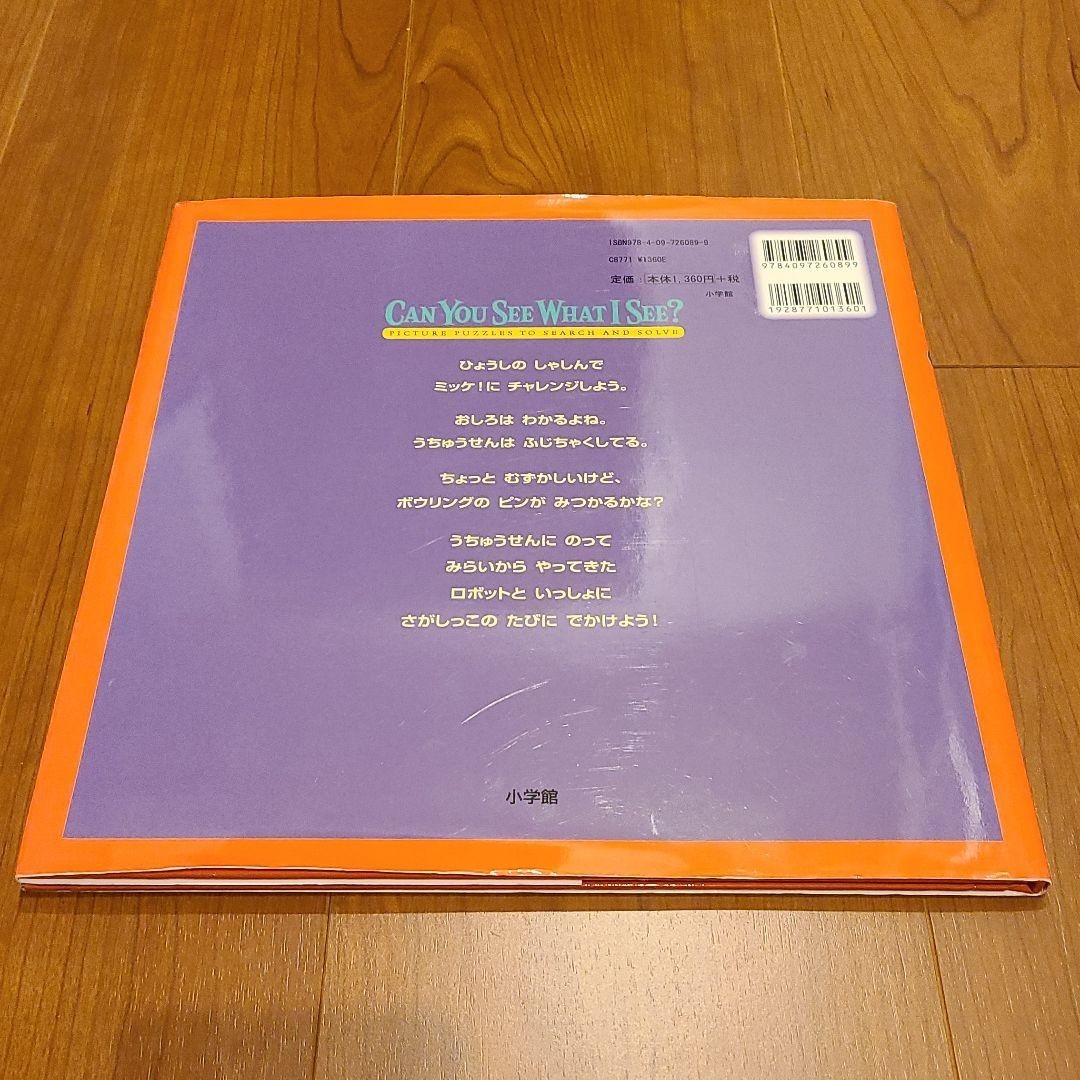 ISBN978-4-09-726089-9
C8771 ¥1360E
定価：本体1,360円+税
小学館
9784097260899
1928771013601
CAN YOU SEE WHAT I SEE?
PICTURE PUZZLES TO SEARCH AND SOLVE
ひょうしの しゃしんで
ミッケ！に チャレンジしよう。
おしろは わかるよね。
うちゅうせんは ふじちゃくしてる。
ちょっと むずかしいけど、
ボウリングの ピンが みつかるかな？
うちゅうせんに のって
みらいから やってきた
ロボットと いっしょに
さがしっこの たびに でかけよう！
小学館